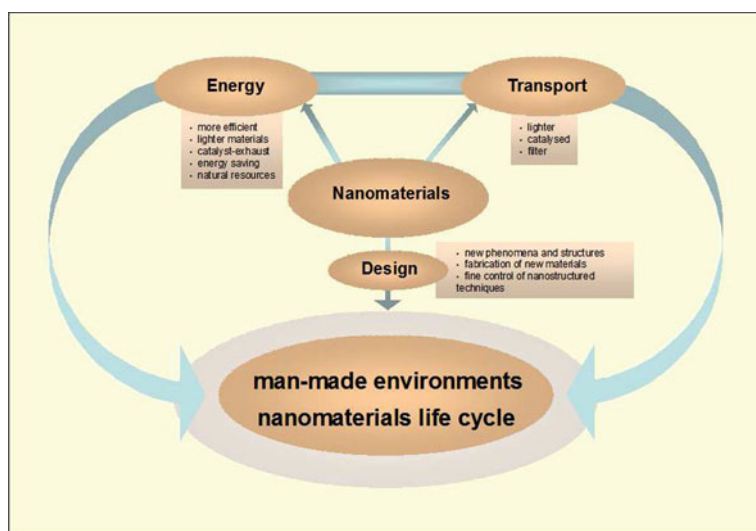 Energy
Transport
• more efficient
• lighter materials
• catalyst-exhaust
• energy saving
• natural resources
• lighter
• catalysed
• filter
Nanomaterials
Design
• new phenomena and structures
• fabrication of new materials
• fine control of nanostructured
techniques
man-made environments
nanomaterials life cycle